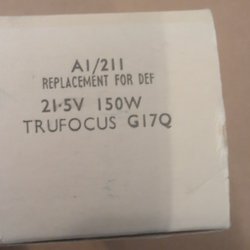 A1/211
REPLACEMENT FOR DEF
21·5V 150W
TRUFOCUS G17Q